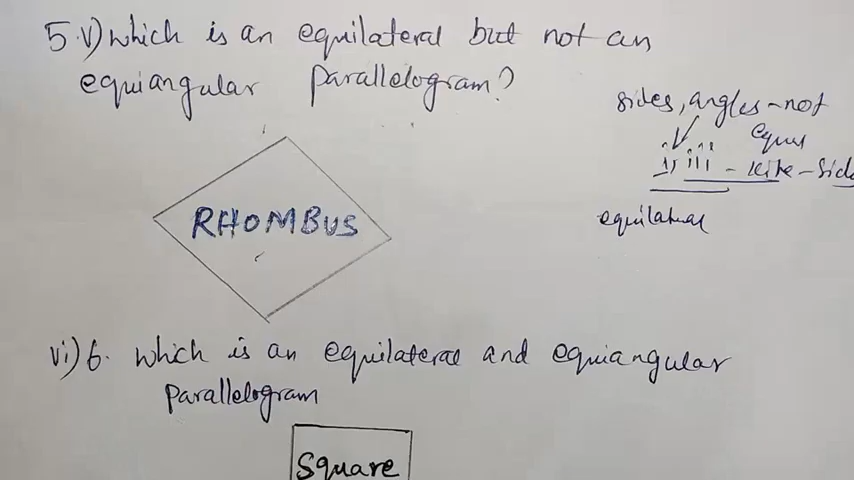 5. v) which is an equilateral but not an
equiangular parallelogram?
sides, angles - not
equal
- kite - side
equilateral
RHOMBUS
vi) 6. which is an equilateral and equiangular
parallelogram
Square